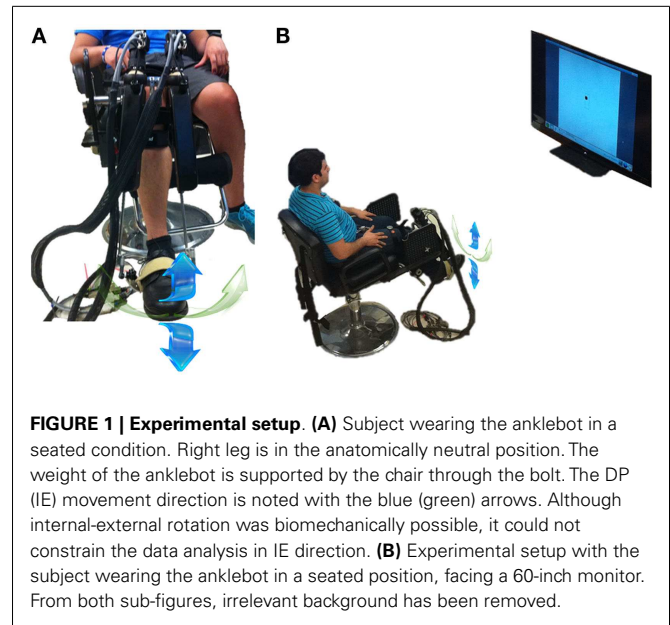 A
B
FIGURE 1 | Experimental setup. (A) Subject wearing the anklebot in a
seated condition. Right leg is in the anatomically neutral position. The
weight of the anklebot is supported by the chair through the bolt. The DP
(IE) movement direction is noted with the blue (green) arrows. Although
internal-external rotation was biomechanically possible, it could not
constrain the data analysis in IE direction. (B) Experimental setup with the
subject wearing the anklebot in a seated position, facing a 60-inch monitor.
From both sub-figures, irrelevant background has been removed.